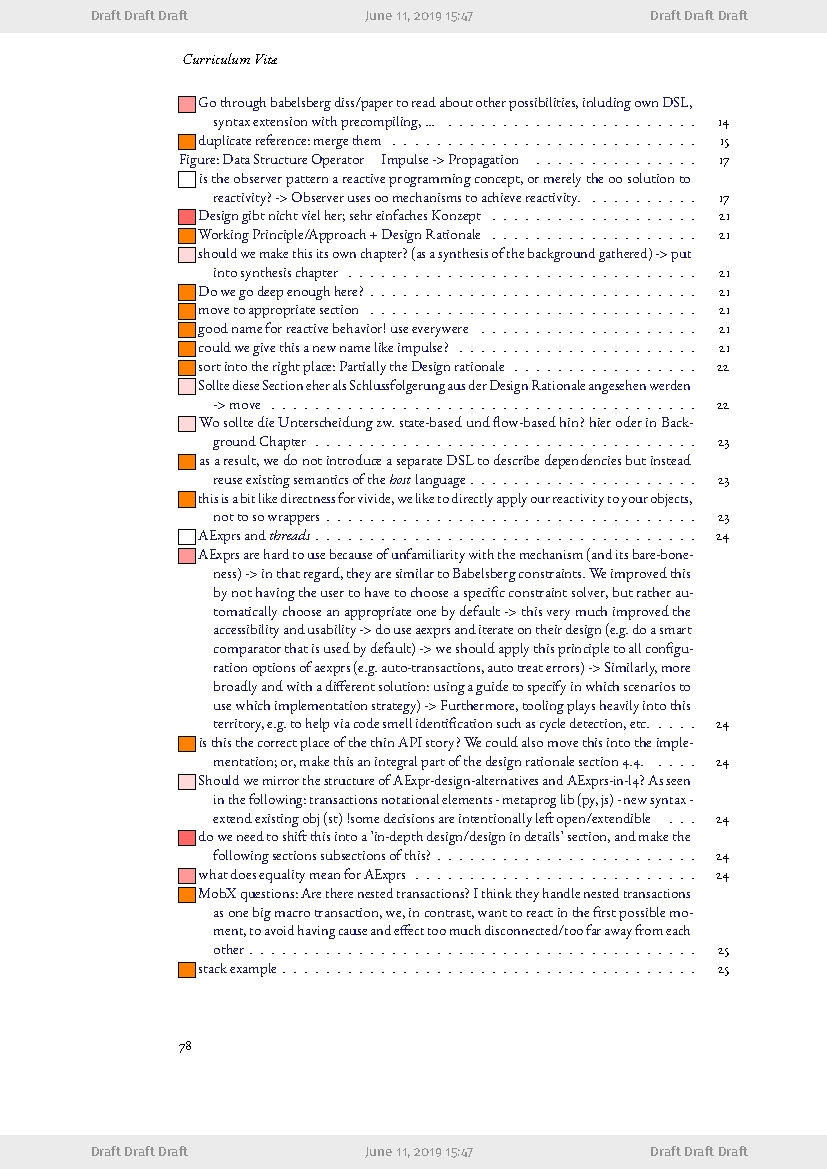 Draft Draft Draft June 11, 2019 15:47 Draft Draft Draft
Curriculum Vitæ
Go through babelsberg diss/paper to read about other possibilities, inluding own DSL,
syntax extension with precompiling, ... . . . . . . . . . . . . . . . . . . . . . . . . 14
duplicate reference: merge them . . . . . . . . . . . . . . . . . . . . . . . . . . . . 15
Figure: Data Structure Operator Impulse -> Propagation . . . . . . . . . . . . . . . 17
is the observer pattern a reactive programming concept, or merely the oo solution to
reactivity? -> Observer uses oo mechanisms to achieve reactivity. . . . . . . . . . . 17
Design gibt nicht viel her; sehr einfaches Konzept . . . . . . . . . . . . . . . . . . . 21
Working Principle/Approach + Design Rationale . . . . . . . . . . . . . . . . . . . 21
should we make this its own chapter? (as a synthesis of the background gathered) -> put
into synthesis chapter . . . . . . . . . . . . . . . . . . . . . . . . . . . . . . . . 21
Do we go deep enough here? . . . . . . . . . . . . . . . . . . . . . . . . . . . . . . 21
move to appropriate section . . . . . . . . . . . . . . . . . . . . . . . . . . . . . . 21
good name for reactive behavior! use everywere . . . . . . . . . . . . . . . . . . . . 21
could we give this a new name like impulse? . . . . . . . . . . . . . . . . . . . . . . 21
sort into the right place: Partially the Design rationale . . . . . . . . . . . . . . . . . 22
Sollte diese Section eher als Schlussfolgerung aus der Design Rationale angesehen werden
-> move . . . . . . . . . . . . . . . . . . . . . . . . . . . . . . . . . . . . . . . 22
Wo sollte die Unterscheidung zw. state-based und flow-based hin? hier oder in Back-
ground Chapter . . . . . . . . . . . . . . . . . . . . . . . . . . . . . . . . . . . 23
as a result, we do not introduce a separate DSL to describe dependencies but instead
reuse existing semantics of the host language . . . . . . . . . . . . . . . . . . . . . 23
this is a bit like directness for vivide, we like to directly apply our reactivity to your objects,
not to so wrappers . . . . . . . . . . . . . . . . . . . . . . . . . . . . . . . . . . 23
AExprs and threads . . . . . . . . . . . . . . . . . . . . . . . . . . . . . . . . . . . 24
AExprs are hard to use because of unfamiliarity with the mechanism (and its bare-bone-
ness) -> in that regard, they are similar to Babelsberg constraints. We improved this
by not having the user to have to choose a specific constraint solver, but rather au-
tomatically choose an appropriate one by default -> this very much improved the
accessibility and usability -> do use aexprs and iterate on their design (e.g. do a smart
comparator that is used by default) -> we should apply this principle to all configu-
ration options of aexprs (e.g. auto-transactions, auto treat errors) -> Similarly, more
broadly and with a different solution: using a guide to specify in which scenarios to
use which implementation strategy) -> Furthermore, tooling plays heavily into this
territory, e.g. to help via code smell identification such as cycle detection, etc. . . . . 24
is this the correct place of the thin API story? We could also move this into the imple-
mentation; or, make this an integral part of the design rationale section 4.4. . . . . 24
Should we mirror the structure of AExpr-design-alternatives and AExprs-in-l4? As seen
in the following: transactions notational elements - metaprog lib (py, js) - new syntax -
extend existing obj (st) !some decisions are intentionally left open/extendible . . . 24
do we need to shift this into a 'in-depth design/design in details' section, and make the
following sections subsections of this? . . . . . . . . . . . . . . . . . . . . . . . . 24
what does equality mean for AExprs . . . . . . . . . . . . . . . . . . . . . . . . . . 24
MobX questions: Are there nested transactions? I think they handle nested transactions
as one big macro transaction, we, in contrast, want to react in the first possible mo-
ment, to avoid having cause and effect too much disconnected/too far away from each
other . . . . . . . . . . . . . . . . . . . . . . . . . . . . . . . . . . . . . . . . . 25
stack example . . . . . . . . . . . . . . . . . . . . . . . . . . . . . . . . . . . . . . 25
78
Draft Draft Draft June 11, 2019 15:47 Draft Draft Draft